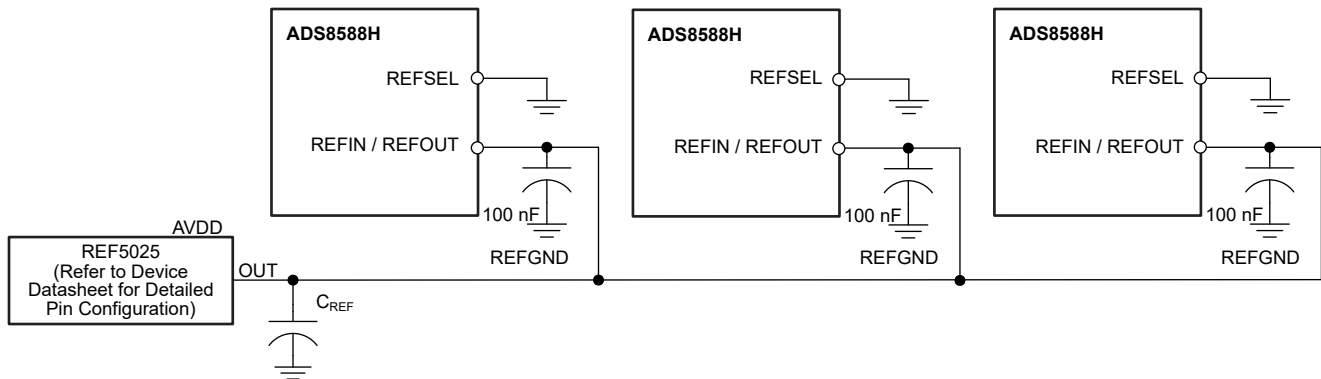 ADS8588H
REFSEL
REFIN / REFOUT
100 nF
REFGND
ADS8588H
REFSEL
REFIN / REFOUT
100 nF
REFGND
ADS8588H
REFSEL
REFIN / REFOUT
100 nF
REFGND
AVDD
REF5025
(Refer to Device
Datasheet for Detailed
Pin Configuration)
OUT
CREF